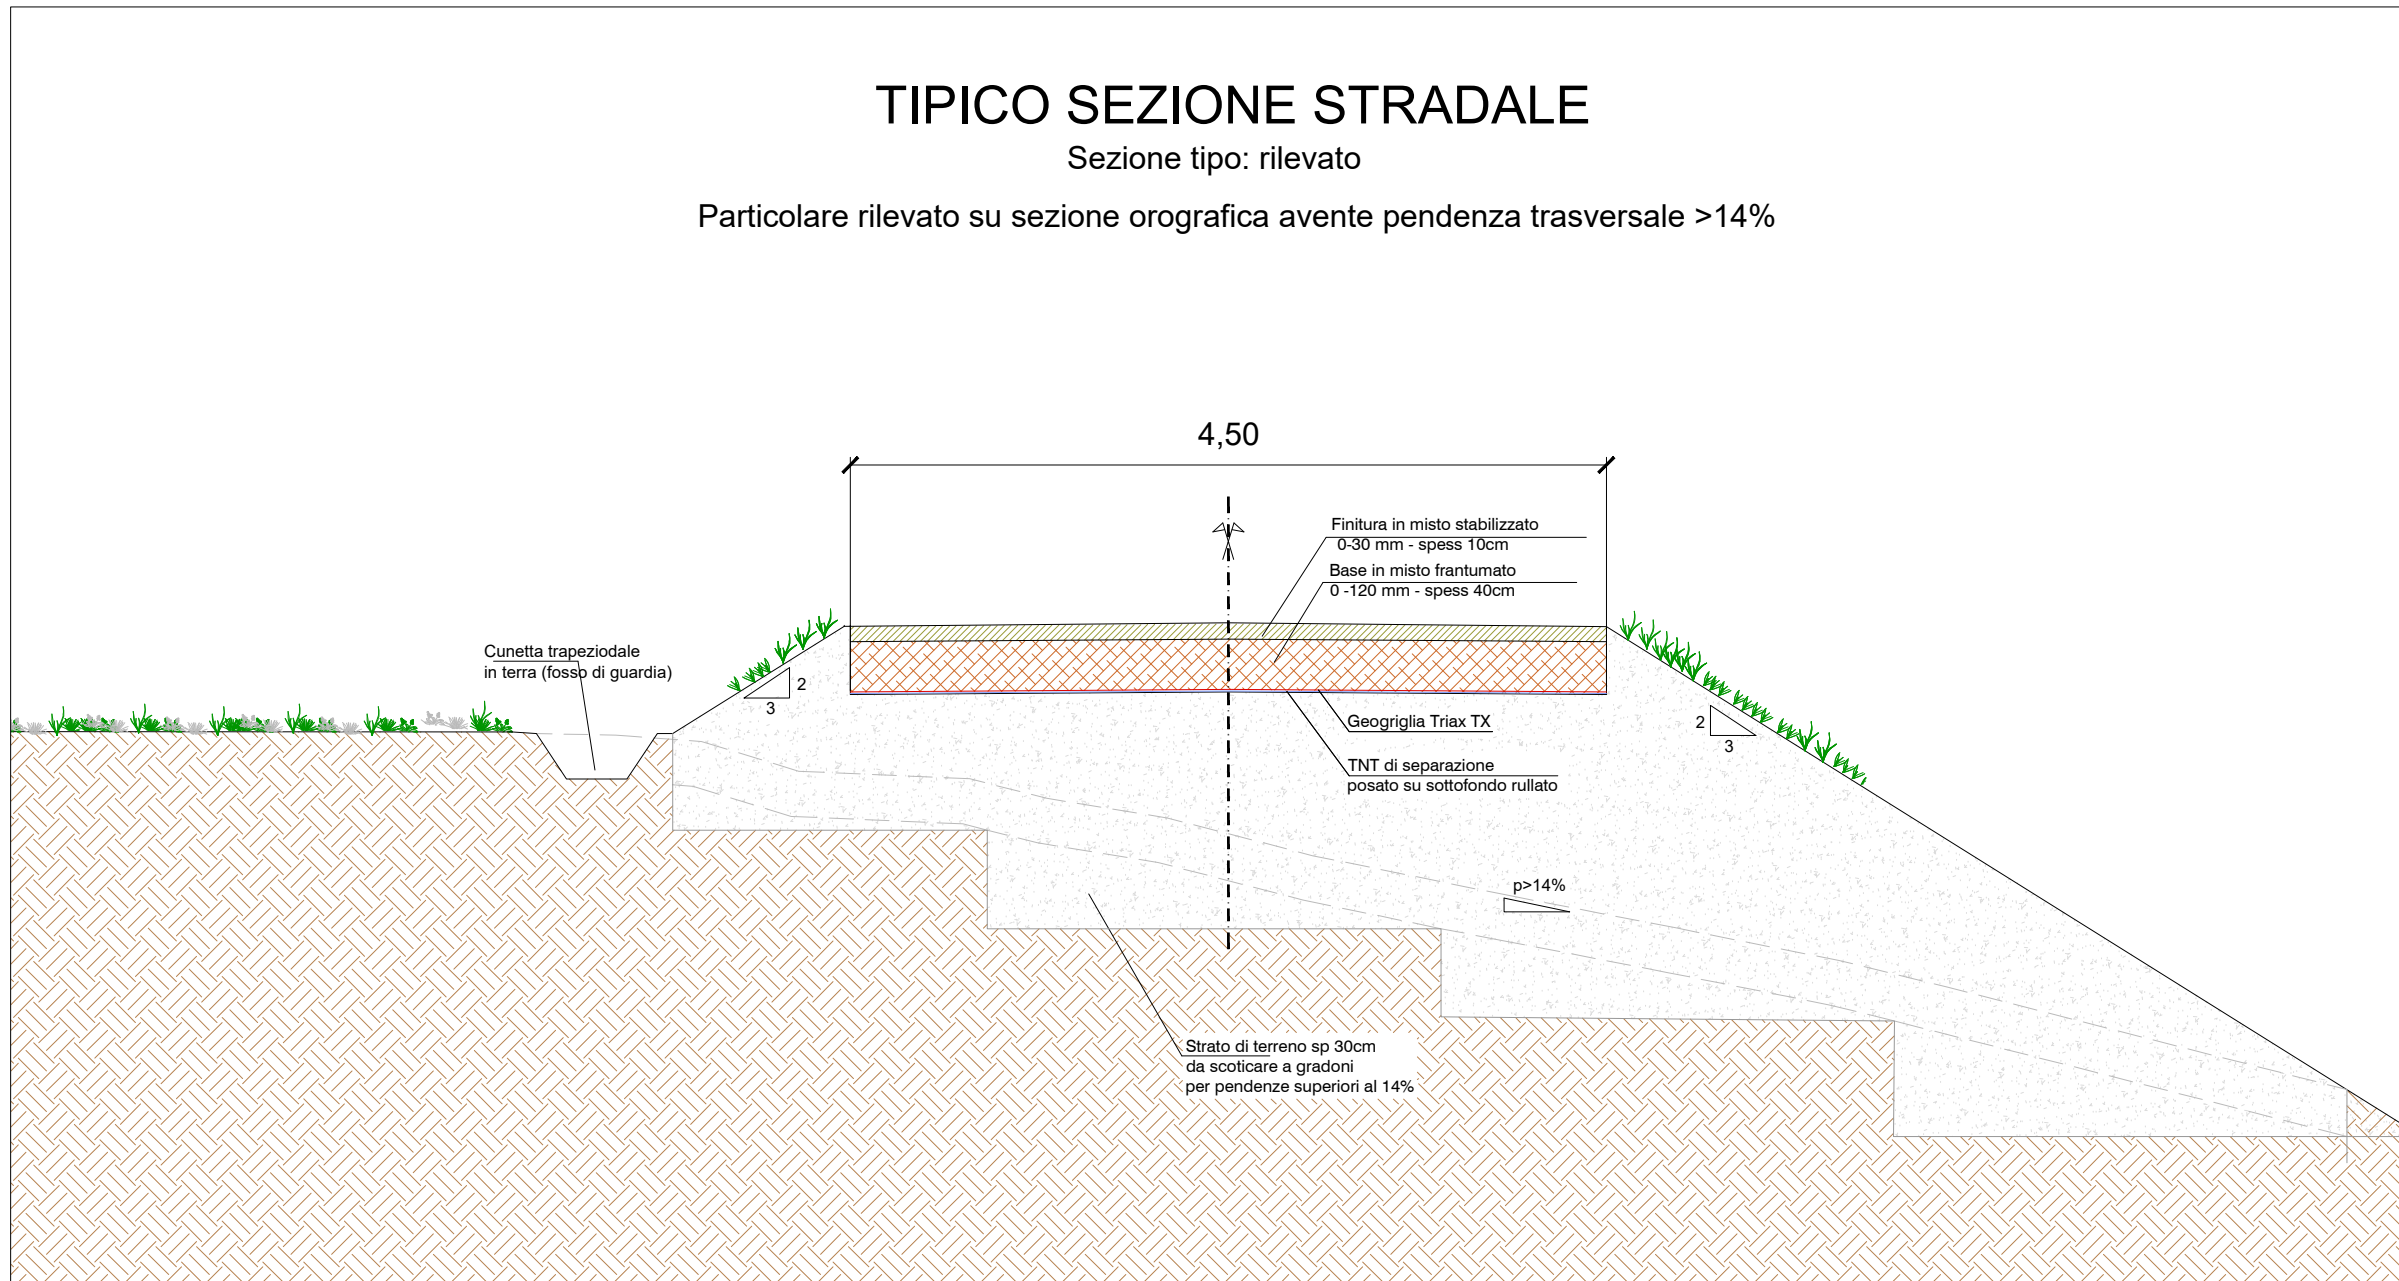 TIPICO SEZIONE STRADALE
Sezione tipo: rilevato
Particolare rilevato su sezione orografica avente pendenza trasversale >14%
4,50
Finitura in misto stabilizzato
0-30 mm - spess 10cm
Base in misto frantumato
0 -120 mm - spess 40cm
Cunetta trapeziodale
in terra (fosso di guardia)
2
3
Geogriglia Triax TX
2
3
TNT di separazione
posato su sottofondo rullato
p>14%
Strato di terreno sp 30cm
da scoticare a gradoni
per pendenze superiori al 14%